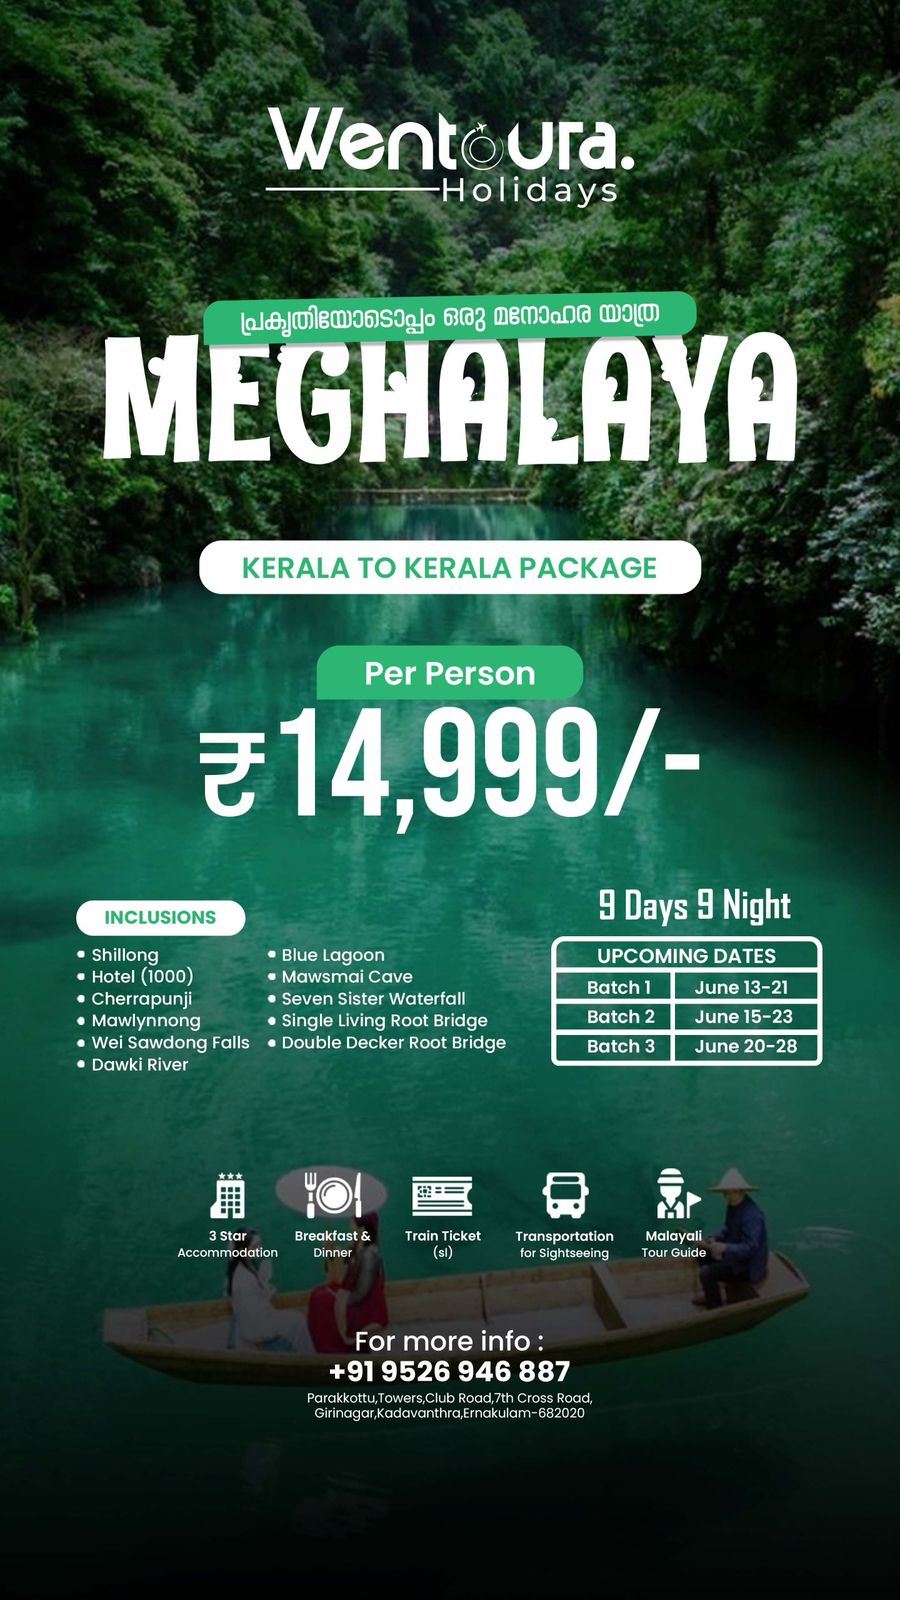 Wentoura.
Holidays
പ്രകൃതിയോടൊപ്പം ഒരു മനോഹര യാത്ര
MEGHALAYA
KERALA TO KERALA PACKAGE
Per Person
₹14,999/-
9 Days 9 Night
INCLUSIONS
• Shillong
• Hotel (1000)
• Cherrapunji
• Mawlynnong
• Wei Sawdong Falls
• Dawki River
• Blue Lagoon
• Mawsmai Cave
• Seven Sister Waterfall
• Single Living Root Bridge
• Double Decker Root Bridge
UPCOMING DATES
Batch 1 June 13-21
Batch 2 June 15-23
Batch 3 June 20-28
3 Star
Accommodation
Breakfast &
Dinner
Train Ticket
(sl)
Transportation
for Sightseeing
Malayali
Tour Guide
For more info :
+91 9526 946 887
Parakkottu,Towers,Club Road,7th Cross Road,
Girinagar,Kadavanthra,Ernakulam-682020